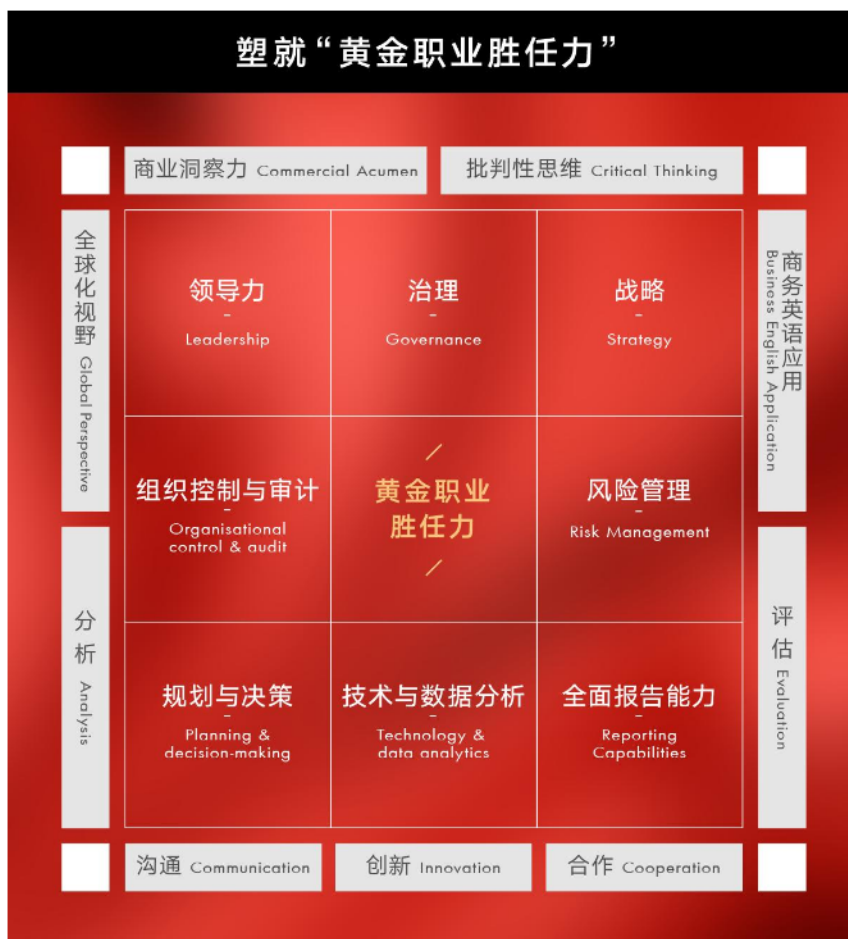 塑就“黄金职业胜任力”
商业洞察力 Commercial Acumen
批判性思维 Critical Thinking
全球化视野 Global Perspective
商务英语应用
Business English Application
领导力
Leadership
治理
Governance
战略
Strategy
组织控制与审计
Organisational
control & audit
黄金职业
胜任力
风险管理
Risk Management
分析 Analysis
评估 Evaluation
规划与决策
Planning &
decision-making
技术与数据分析
Technology &
data analytics
全面报告能力
Reporting
Capabilities
沟通 Communication
创新 Innovation
合作 Cooperation